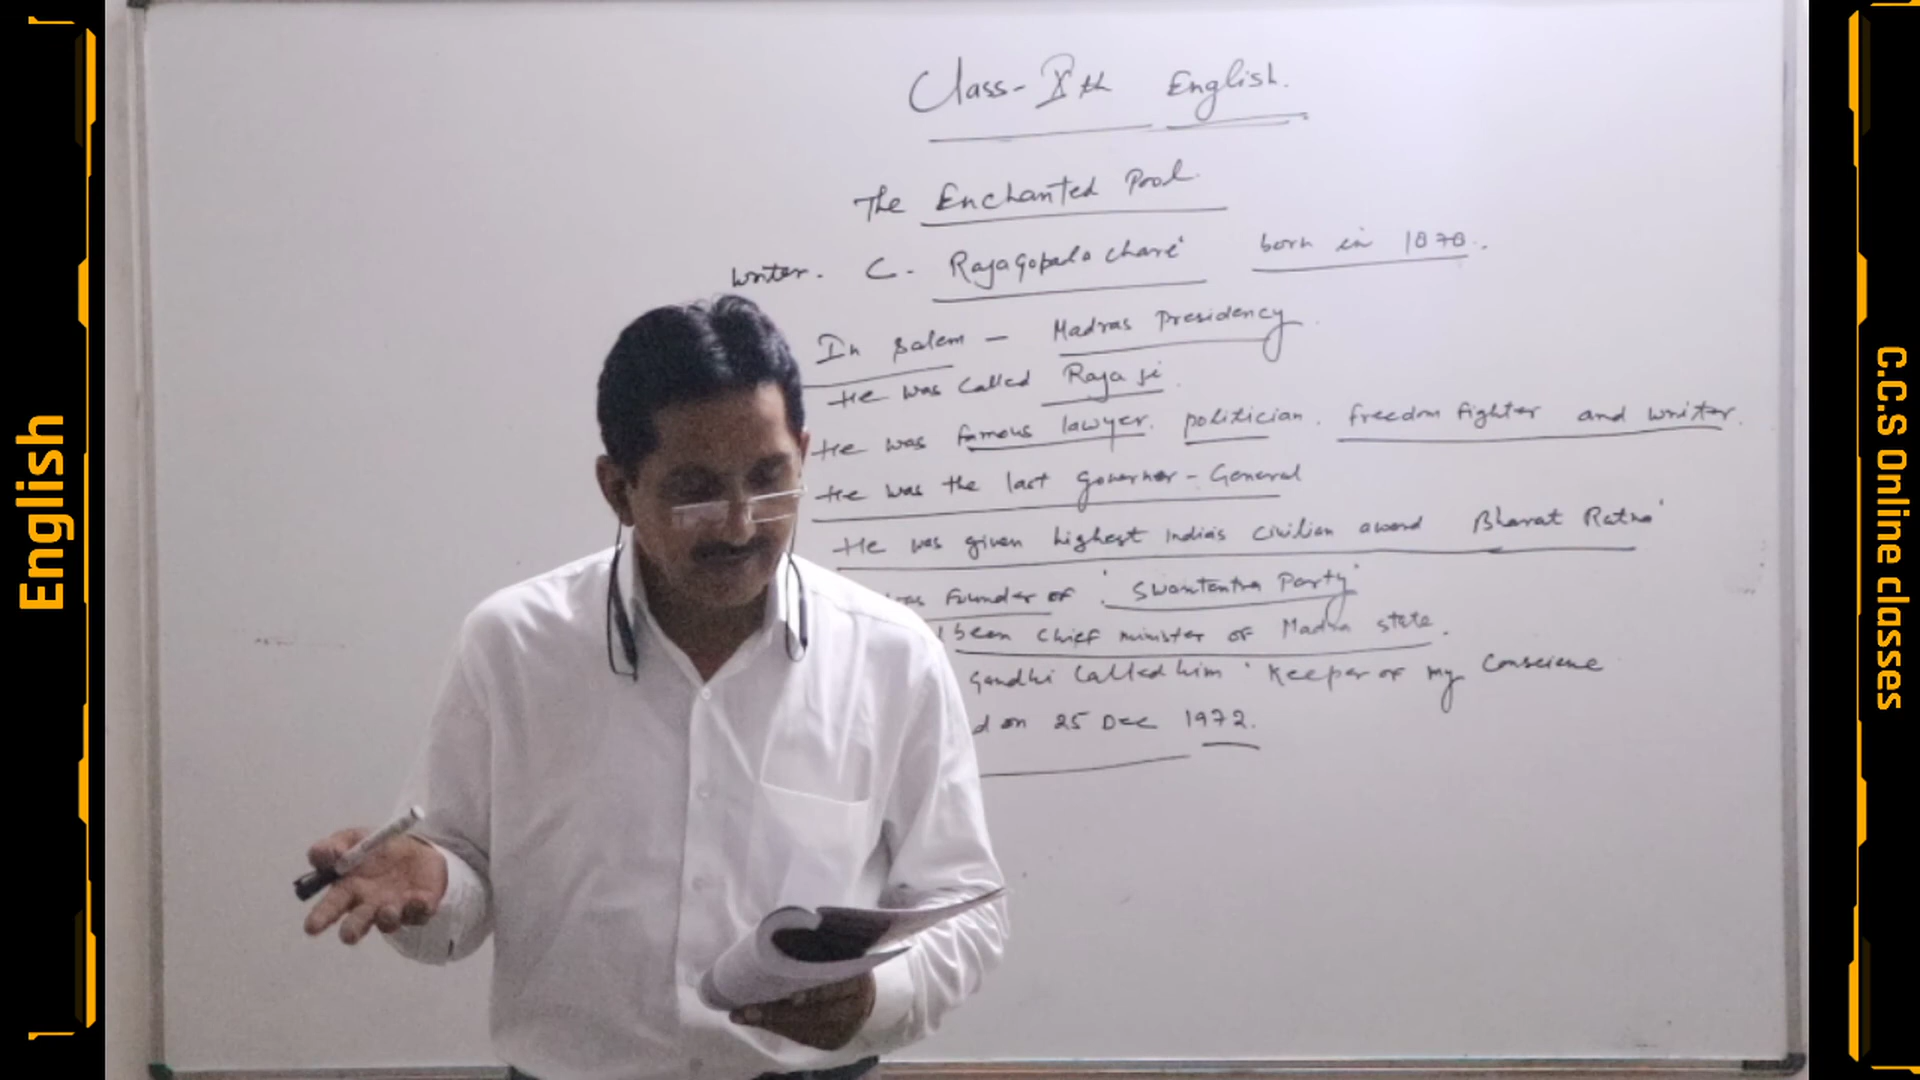 English
Class-Xth English.
The Enchanted Pool.
Writer. C. Rajagopalachari born in 1878.
In Salem - Madras Presidency.
He was called Raja ji.
He was famous lawyer. politician. freedom fighter and writer.
He was the last governor-General
He was given highest India's civilian award Bharat Ratna'
was founder of 'Swantentra Party'
been chief minister of Madra state.
Gandhi called him 'Keeper of my Conscience
d on 25 Dec 1972.
C.C.S Online classes